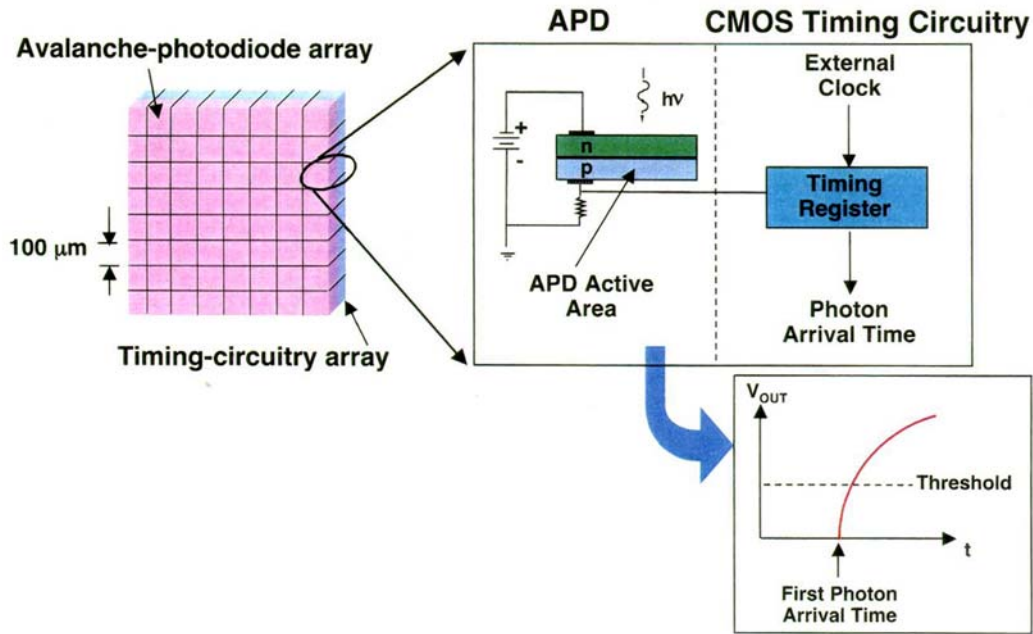 APD
CMOS Timing Circuitry
Avalanche-photodiode array
100 μm
Timing-circuitry array
+
-
hν
n
p
APD Active
Area
External
Clock
Timing
Register
Photon
Arrival Time
VOUT
Threshold
t
First Photon
Arrival Time